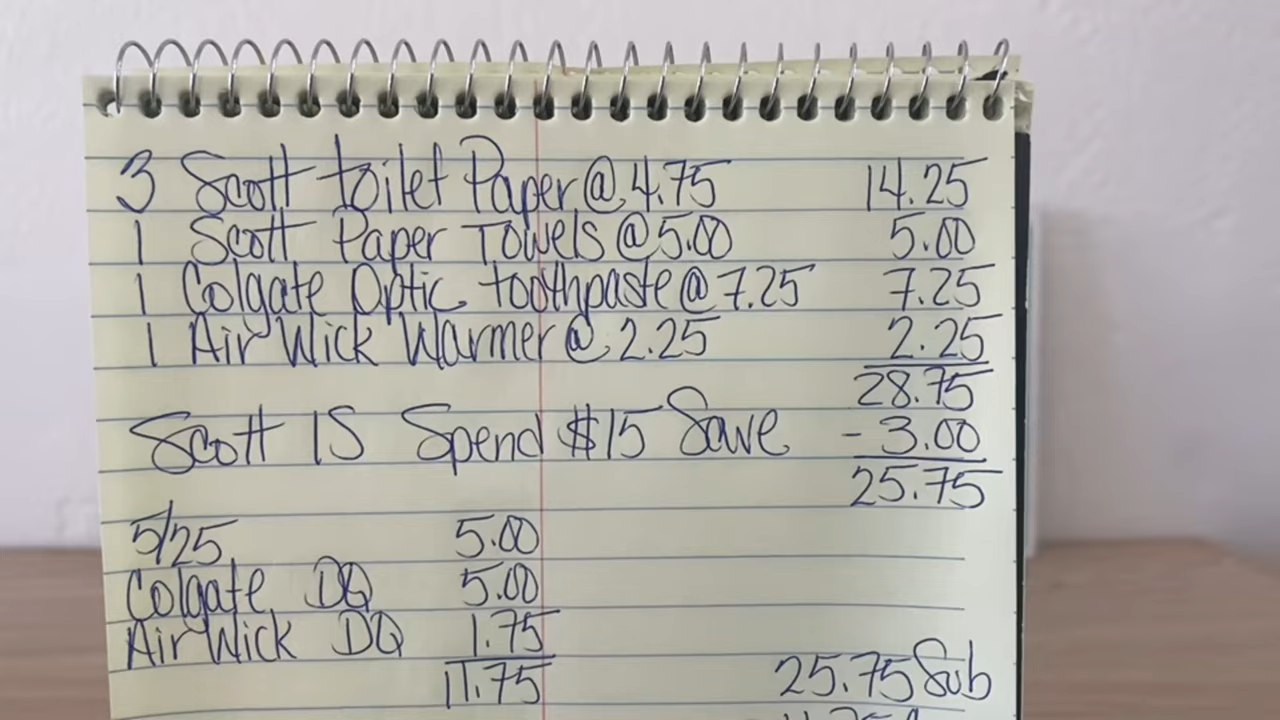 3 Scott toilet Paper @ 4.75 14.25
1 Scott Paper Towels @ 5.00 5.00
1 Colgate Optic toothpaste @ 7.25 7.25
1 Air Wick Warmer @ 2.25 2.25
28.75
Scott IS Spend $15 Save - 3.00
25.75
5/25 5.00
Colgate DQ 5.00
Air Wick DQ 1.75
11.75 25.75 Sub